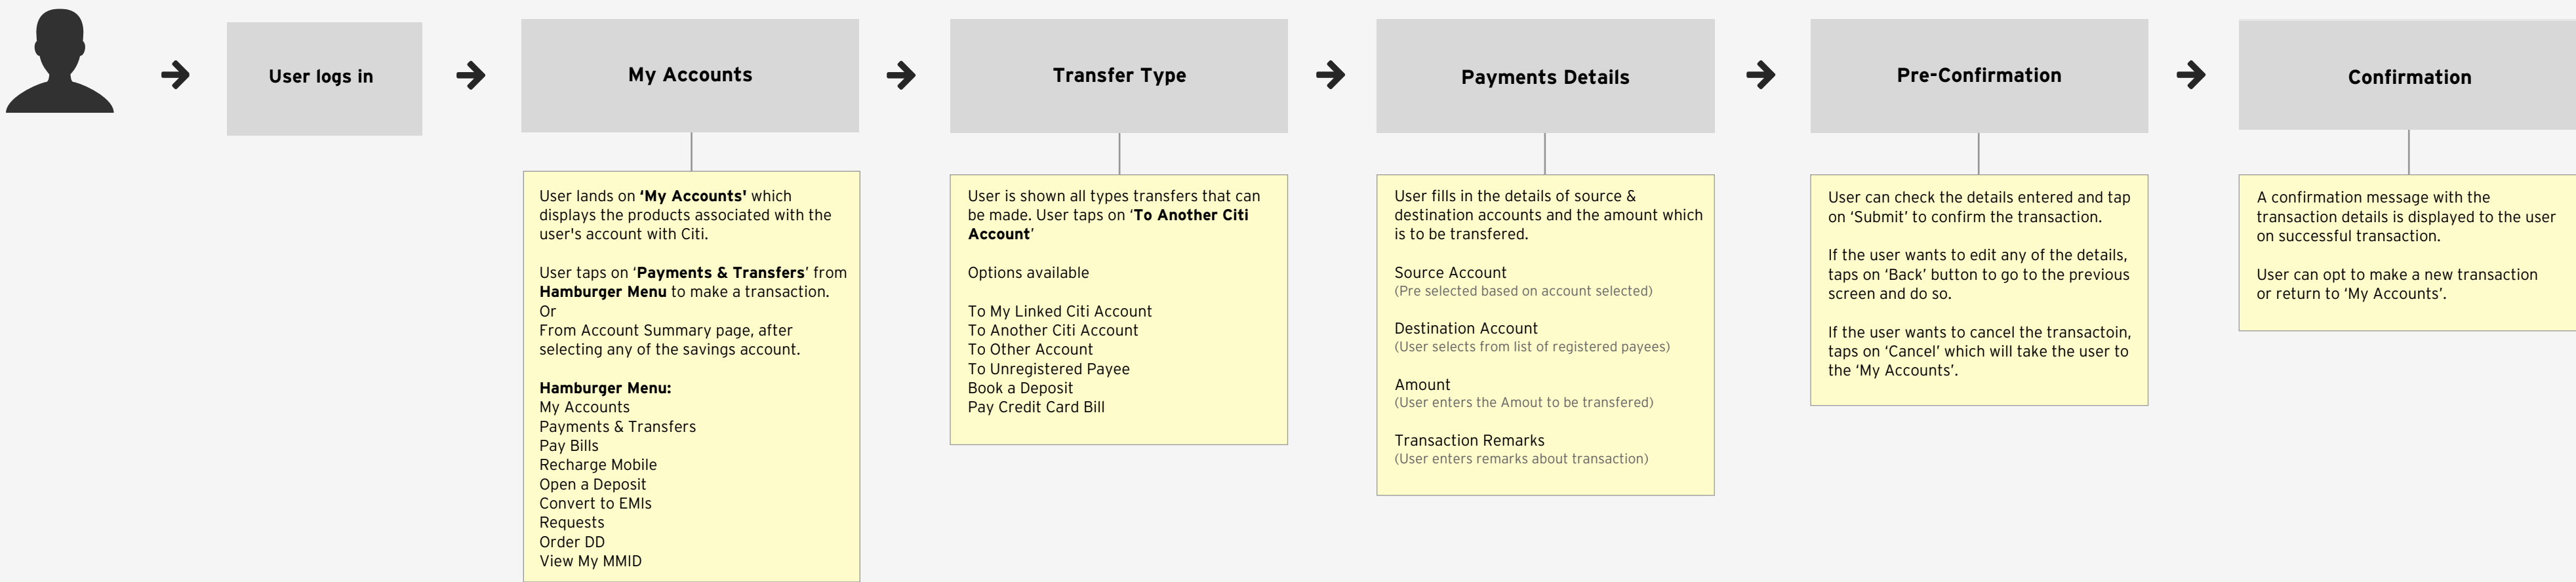 User logs in
My Accounts
Transfer Type
Payments Details
Pre-Confirmation
Confirmation
User lands on ‘My Accounts' which
displays the products associated with the
user's account with Citi.
User taps on ‘Payments & Transfers’ from
Hamburger Menu to make a transaction.
Or
From Account Summary page, after
selecting any of the savings account.
Hamburger Menu:
My Accounts
Payments & Transfers
Pay Bills
Recharge Mobile
Open a Deposit
Convert to EMIs
Requests
Order DD
View My MMID
User is shown all types transfers that can
be made. User taps on ‘To Another Citi
Account’
Options available
To My Linked Citi Account
To Another Citi Account
To Other Account
To Unregistered Payee
Book a Deposit
Pay Credit Card Bill
User fills in the details of source &
destination accounts and the amount which
is to be transfered.
Source Account
(Pre selected based on account selected)
Destination Account
(User selects from list of registered payees)
Amount
(User enters the Amout to be transfered)
Transaction Remarks
(User enters remarks about transaction)
User can check the details entered and tap
on ‘Submit’ to confirm the transaction.
If the user wants to edit any of the details,
taps on ‘Back’ button to go to the previous
screen and do so.
If the user wants to cancel the transactoin,
taps on ‘Cancel’ which will take the user to
the ‘My Accounts’.
A confirmation message with the
transaction details is displayed to the user
on successful transaction.
User can opt to make a new transaction
or return to ‘My Accounts’.